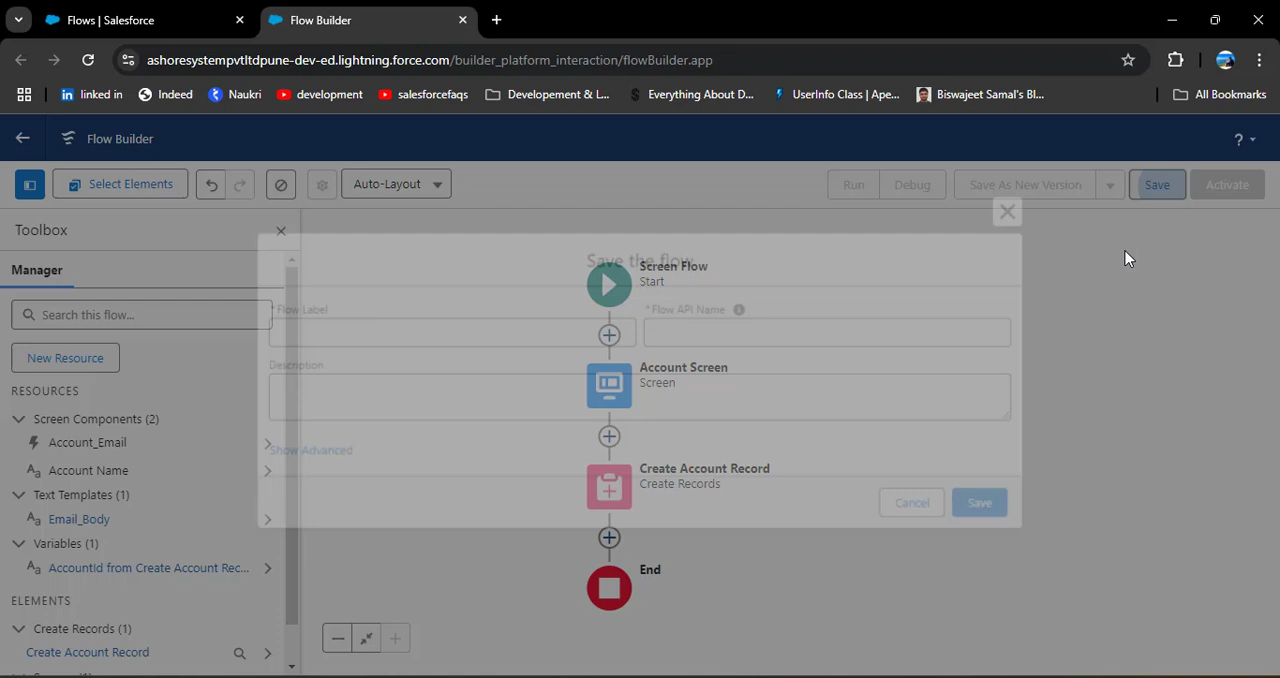 Flows | Salesforce
Flow Builder
ashoresystempvtltdpune-dev-ed.lightning.force.com/builder_platform_interaction/flowBuilder.app
linked in
Indeed
Naukri
development
salesforcefaqs
Developement & L...
Everything About D...
UserInfo Class | Ape...
Biswajeet Samal's Bl...
All Bookmarks
Flow Builder
?
Select Elements
Auto-Layout
Run
Debug
Save As New Version
Save
Activate
Toolbox
Manager
Search this flow...
New Resource
RESOURCES
Screen Components (2)
Account_Email
Account Name
Text Templates (1)
Email_Body
Variables (1)
AccountId from Create Account Rec...
ELEMENTS
Create Records (1)
Create Account Record
Save the flow
Screen Flow
Start
* Flow Label
* Flow API Name
Description
Account Screen
Screen
Show Advanced
Create Account Record
Create Records
Cancel
Save
End